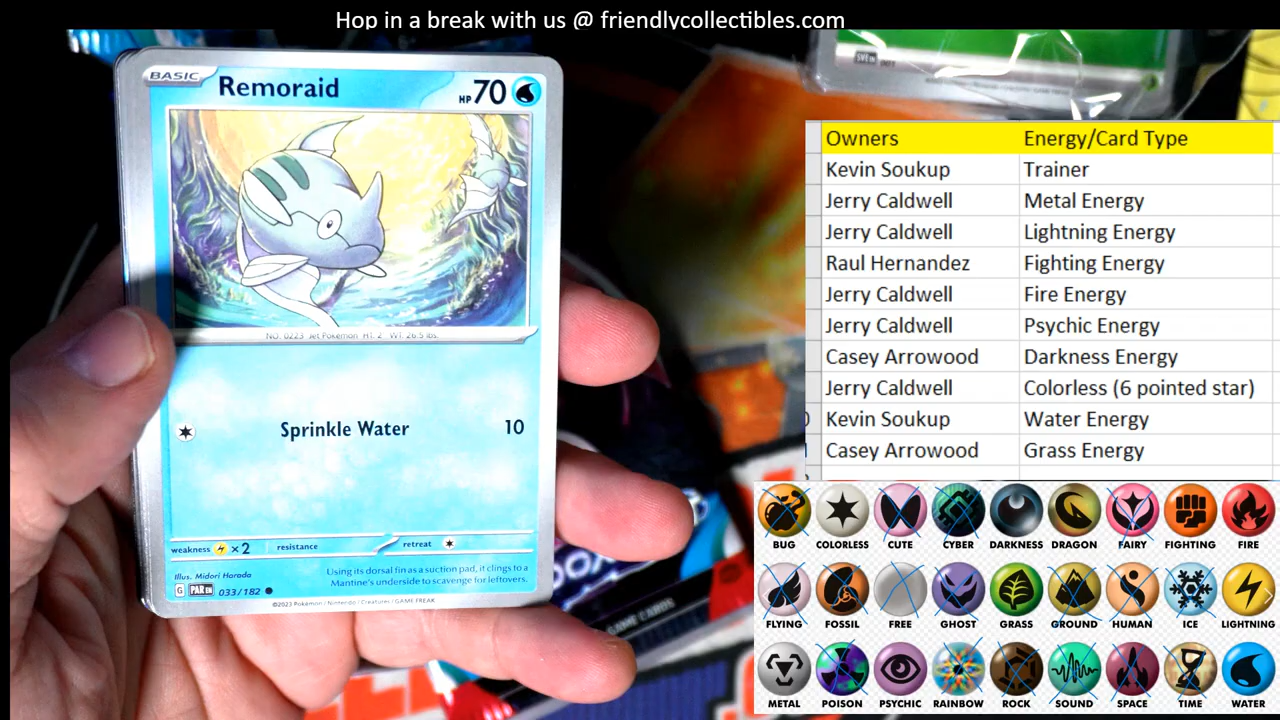 Hop in a break with us @ friendlycollectibles.com
BASIC Remoraid HP 70
NO. 0223 Jet Pokémon HT: 2' WT: 26.5 lbs.
Sprinkle Water 10
weakness ×2 resistance retreat
Using its dorsal fin as a suction pad, it clings to a
Mantine's underside to scavenge for leftovers.
Illus. Midori Harada
G PAR EN 033/182
©2023 Pokémon / Nintendo / Creatures / GAME FREAK
GAME CARDS
Owners Energy/Card Type
Kevin Soukup Trainer
Jerry Caldwell Metal Energy
Jerry Caldwell Lightning Energy
Raul Hernandez Fighting Energy
Jerry Caldwell Fire Energy
Jerry Caldwell Psychic Energy
Casey Arrowood Darkness Energy
Jerry Caldwell Colorless (6 pointed star)
Kevin Soukup Water Energy
Casey Arrowood Grass Energy
BUG COLORLESS CUTE CYBER DARKNESS DRAGON FAIRY FIGHTING FIRE
FLYING FOSSIL FREE GHOST GRASS GROUND HUMAN ICE LIGHTNING
METAL POISON PSYCHIC RAINBOW ROCK SOUND SPACE TIME WATER